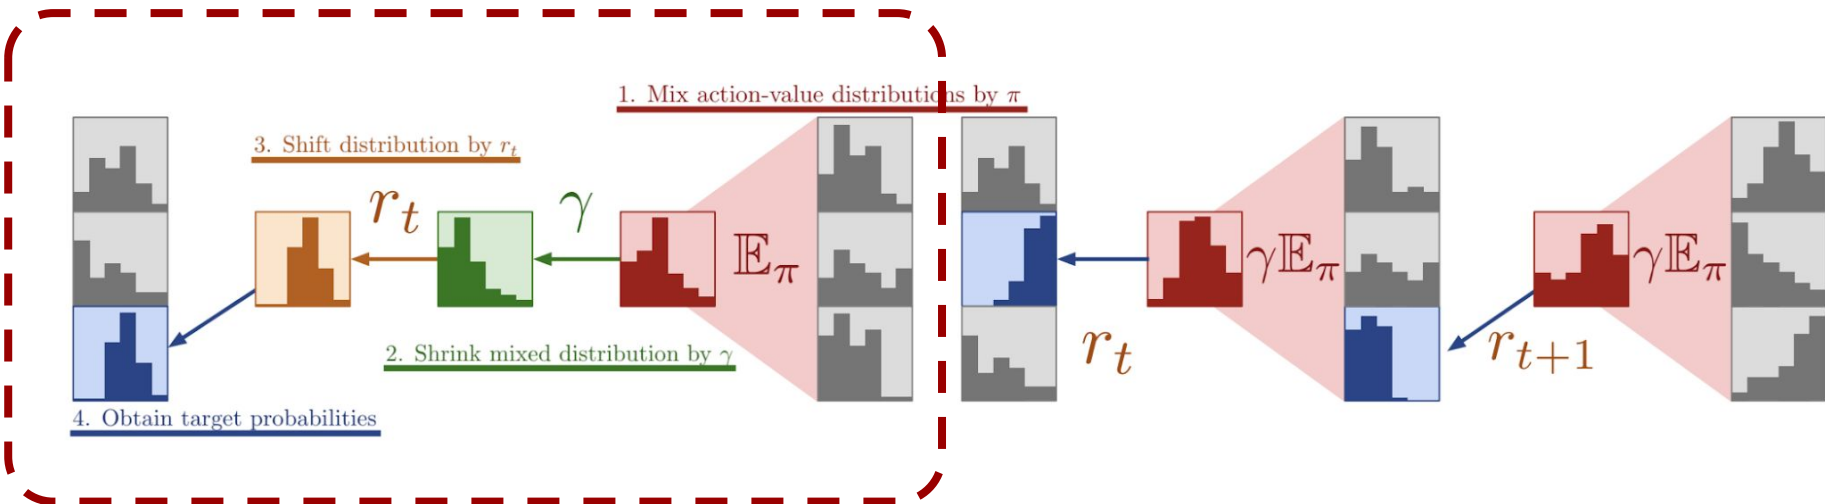 1. Mix action-value distributions by π
3. Shift distribution by r_t
r_t
γ
𝔼_π
γ𝔼_π
γ𝔼_π
2. Shrink mixed distribution by γ
r_t
r_{t+1}
4. Obtain target probabilities